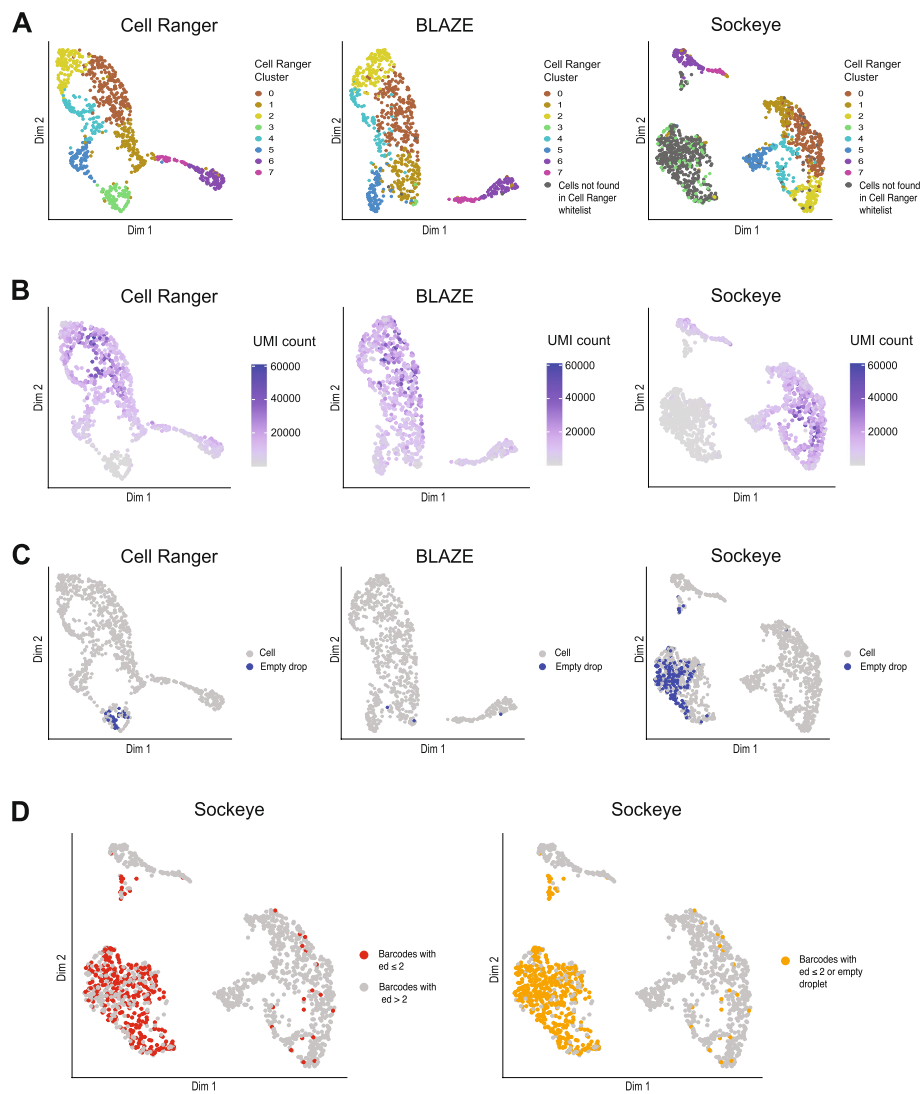 A
Cell Ranger
BLAZE
Sockeye
Dim 2
Dim 1
Cell Ranger
Cluster
0
1
2
3
4
5
6
7
Dim 2
Dim 1
Cell Ranger
Cluster
0
1
2
3
4
5
6
7
Dim 2
Dim 1
Cell Ranger
Cluster
0
1
2
3
4
5
6
7
Cells not found
in Cell Ranger
whitelist
B
Cell Ranger
BLAZE
Sockeye
Dim 2
Dim 1
UMI count
60000
40000
20000
Dim 2
Dim 1
UMI count
60000
40000
20000
Dim 2
Dim 1
UMI count
60000
40000
20000
C
Cell Ranger
BLAZE
Sockeye
Dim 2
Dim 1
Cell
Empty drop
Dim 2
Dim 1
Cell
Empty drop
Dim 2
Dim 1
Cell
Empty drop
D
Sockeye
Sockeye
Dim 2
Dim 1
Barcodes with
ed ≤ 2
Barcodes with
ed > 2
Dim 2
Dim 1
Barcodes with
ed ≤ 2 or empty
droplet